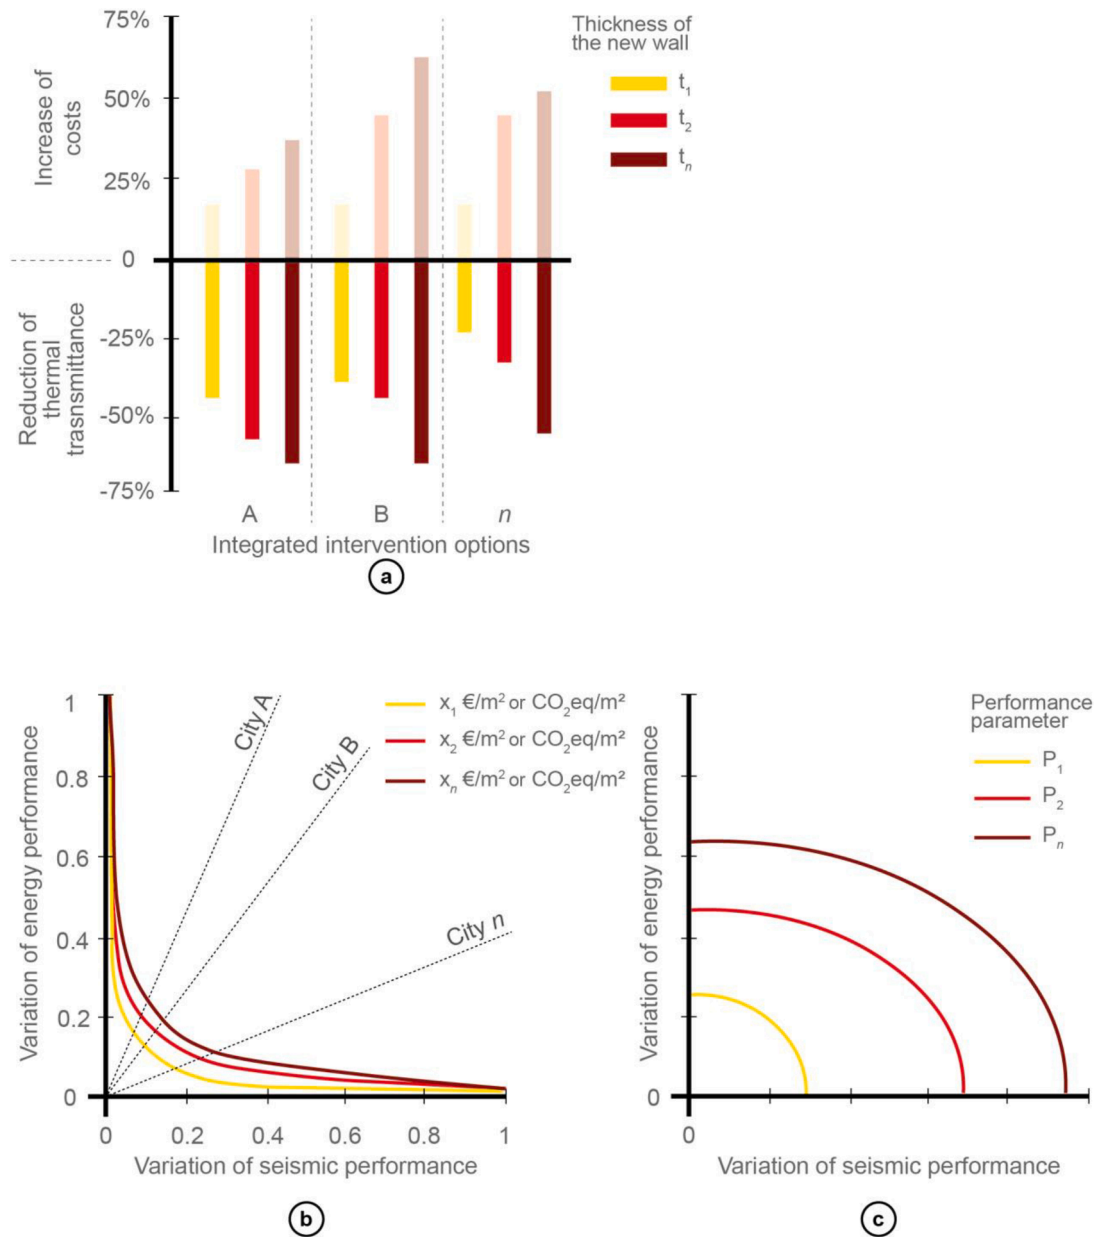 75%
50%
25%
0
-25%
-50%
-75%
Increase of
costs
Reduction of
thermal
trasnmittance
Thickness of
the new wall
t1
t2
tn
A
B
n
Integrated intervention options
a
1
0.8
0.6
0.4
0.2
0
Variation of energy performance
City A
City B
City n
x1 €/m² or CO2eq/m²
x2 €/m² or CO2eq/m²
xn €/m² or CO2eq/m²
0
0.2
0.4
0.6
0.8
1
Variation of seismic performance
b
Variation of energy performance
Performance
parameter
P1
P2
Pn
0
Variation of seismic performance
c